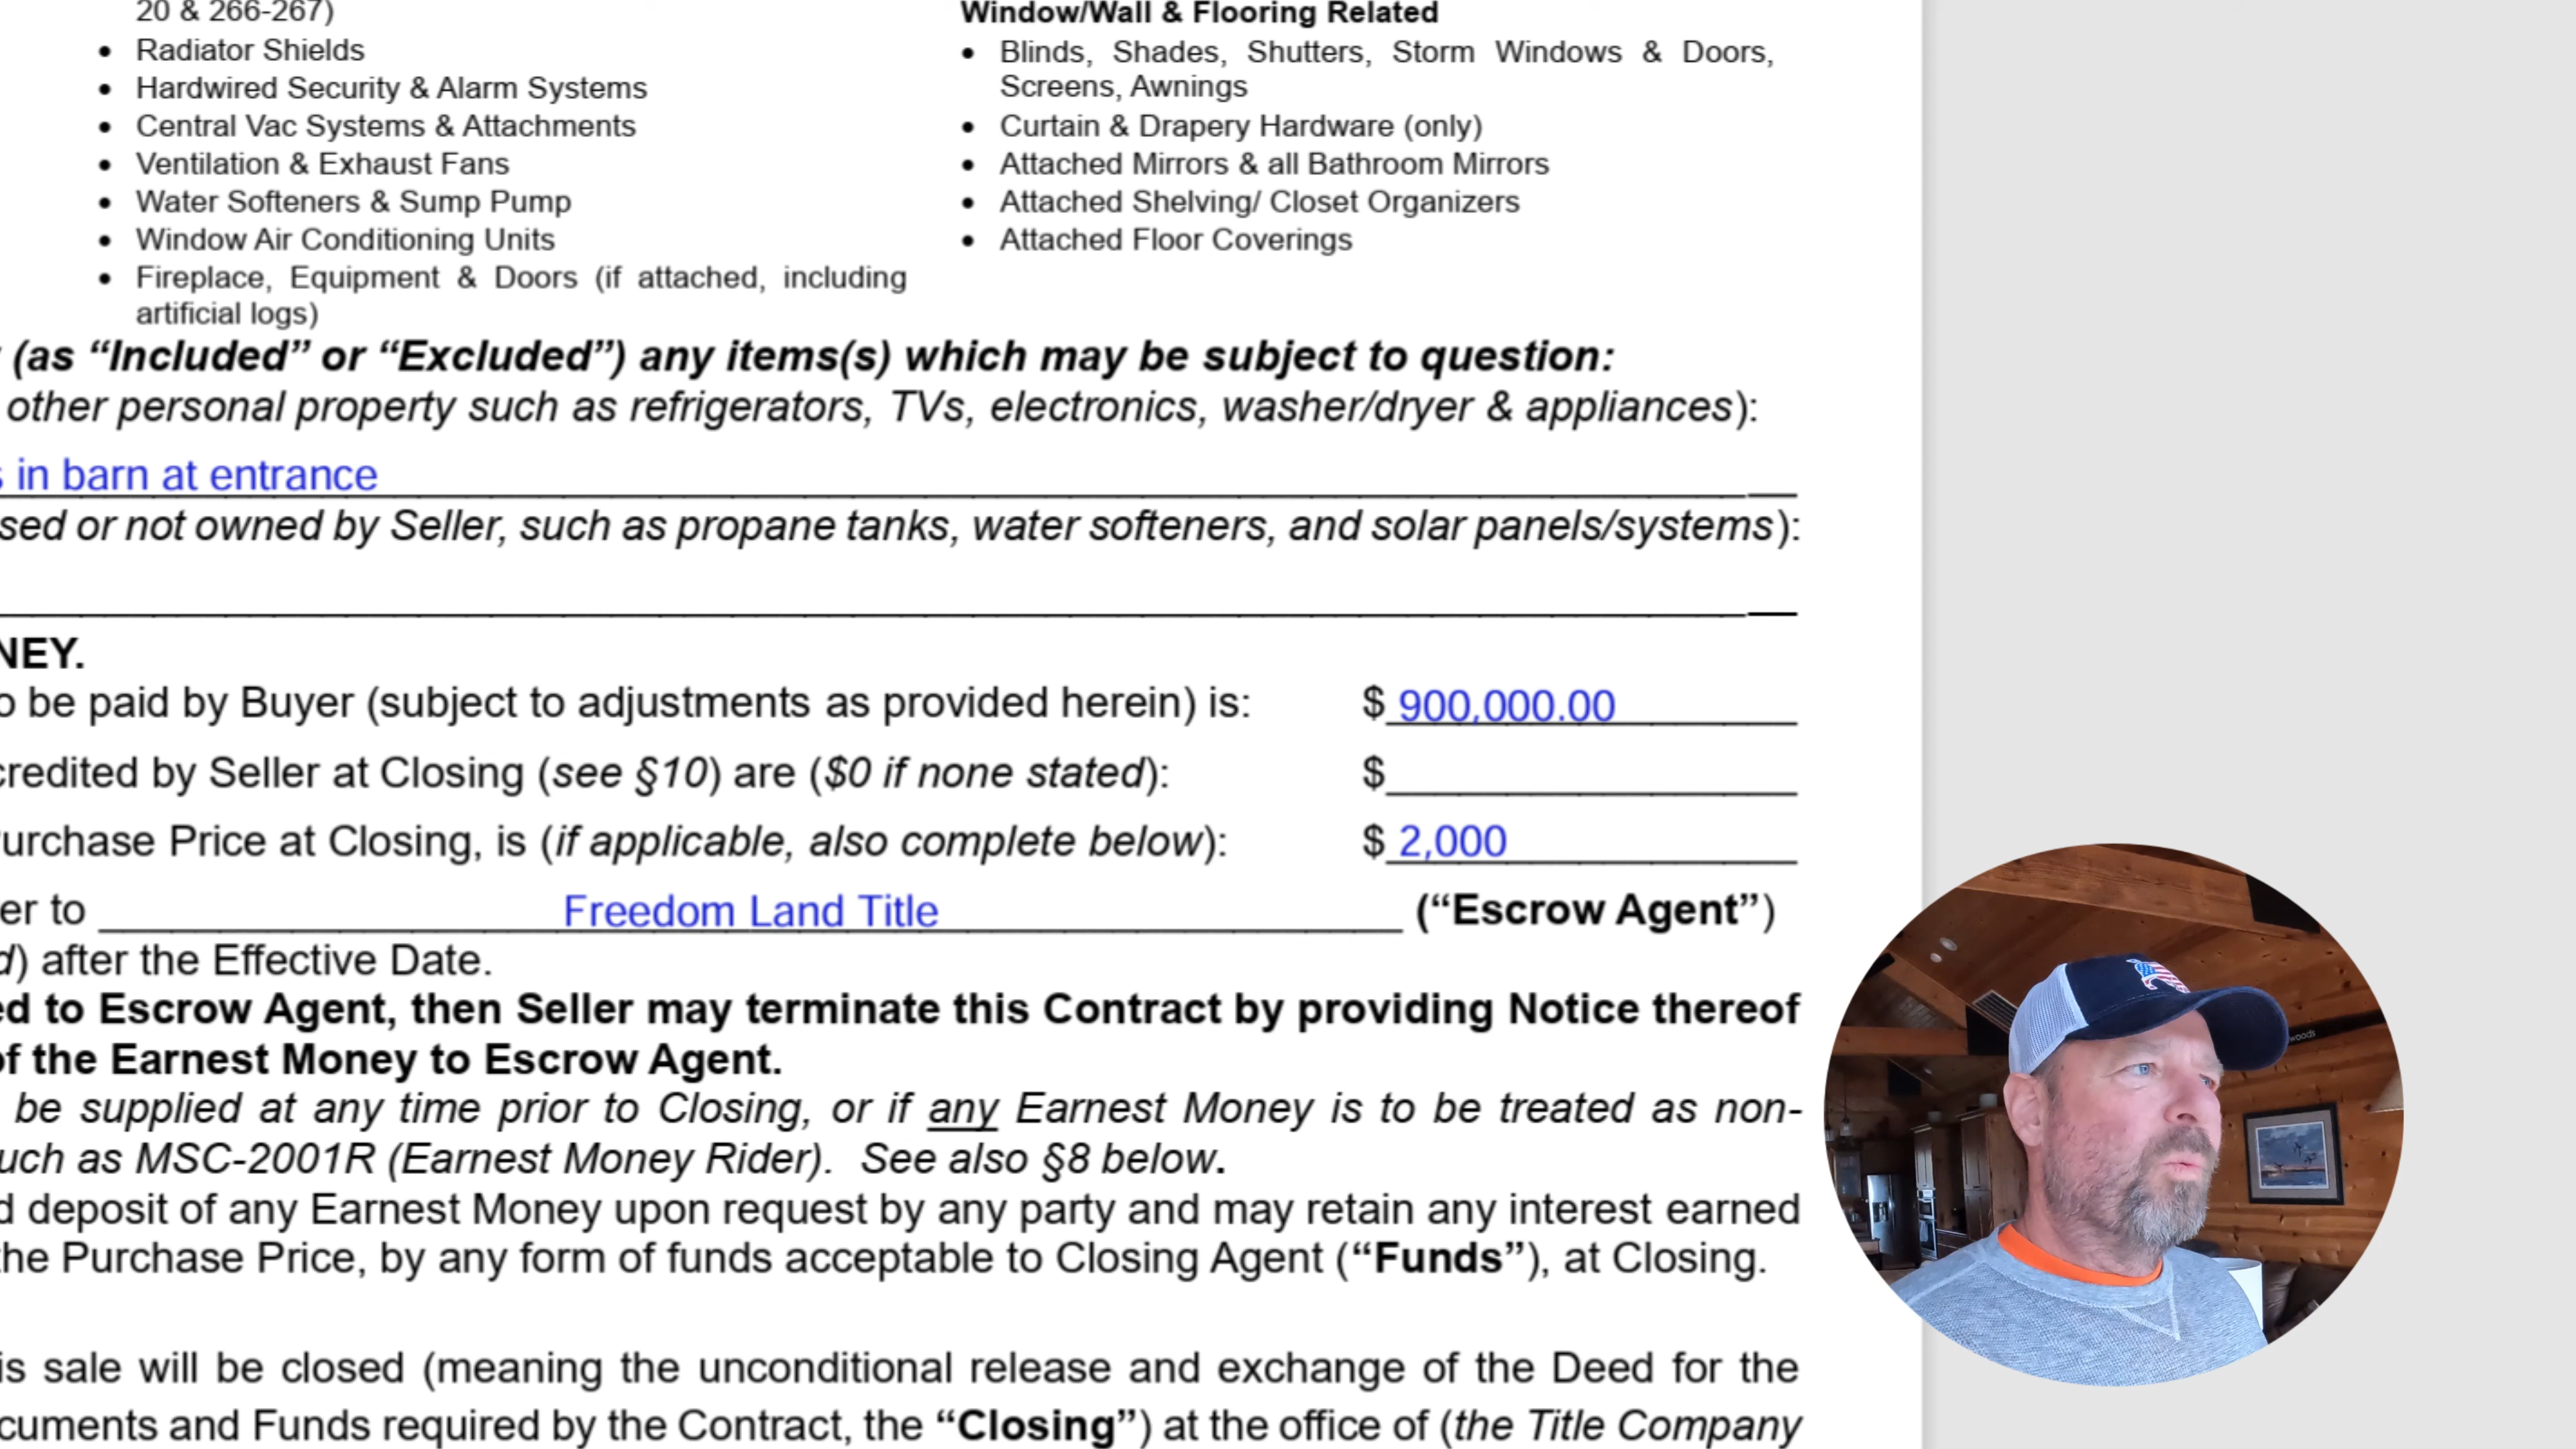 20 & 266-267)
• Radiator Shields
• Hardwired Security & Alarm Systems
• Central Vac Systems & Attachments
• Ventilation & Exhaust Fans
• Water Softeners & Sump Pump
• Window Air Conditioning Units
• Fireplace, Equipment & Doors (if attached, including
artificial logs)
Window/Wall & Flooring Related
• Blinds, Shades, Shutters, Storm Windows & Doors,
Screens, Awnings
• Curtain & Drapery Hardware (only)
• Attached Mirrors & all Bathroom Mirrors
• Attached Shelving/ Closet Organizers
• Attached Floor Coverings
(as “Included” or “Excluded”) any items(s) which may be subject to question:
other personal property such as refrigerators, TVs, electronics, washer/dryer & appliances):
s in barn at entrance
sed or not owned by Seller, such as propane tanks, water softeners, and solar panels/systems):
NEY.
o be paid by Buyer (subject to adjustments as provided herein) is: $ 900,000.00
credited by Seller at Closing (see §10) are ($0 if none stated): $
urchase Price at Closing, is (if applicable, also complete below): $ 2,000
er to Freedom Land Title (“Escrow Agent”)
d) after the Effective Date.
ed to Escrow Agent, then Seller may terminate this Contract by providing Notice thereof
of the Earnest Money to Escrow Agent.
be supplied at any time prior to Closing, or if any Earnest Money is to be treated as non-
uch as MSC-2001R (Earnest Money Rider). See also §8 below.
d deposit of any Earnest Money upon request by any party and may retain any interest earned
the Purchase Price, by any form of funds acceptable to Closing Agent (“Funds”), at Closing.
is sale will be closed (meaning the unconditional release and exchange of the Deed for the
cuments and Funds required by the Contract, the “Closing”) at the office of (the Title Company
woods